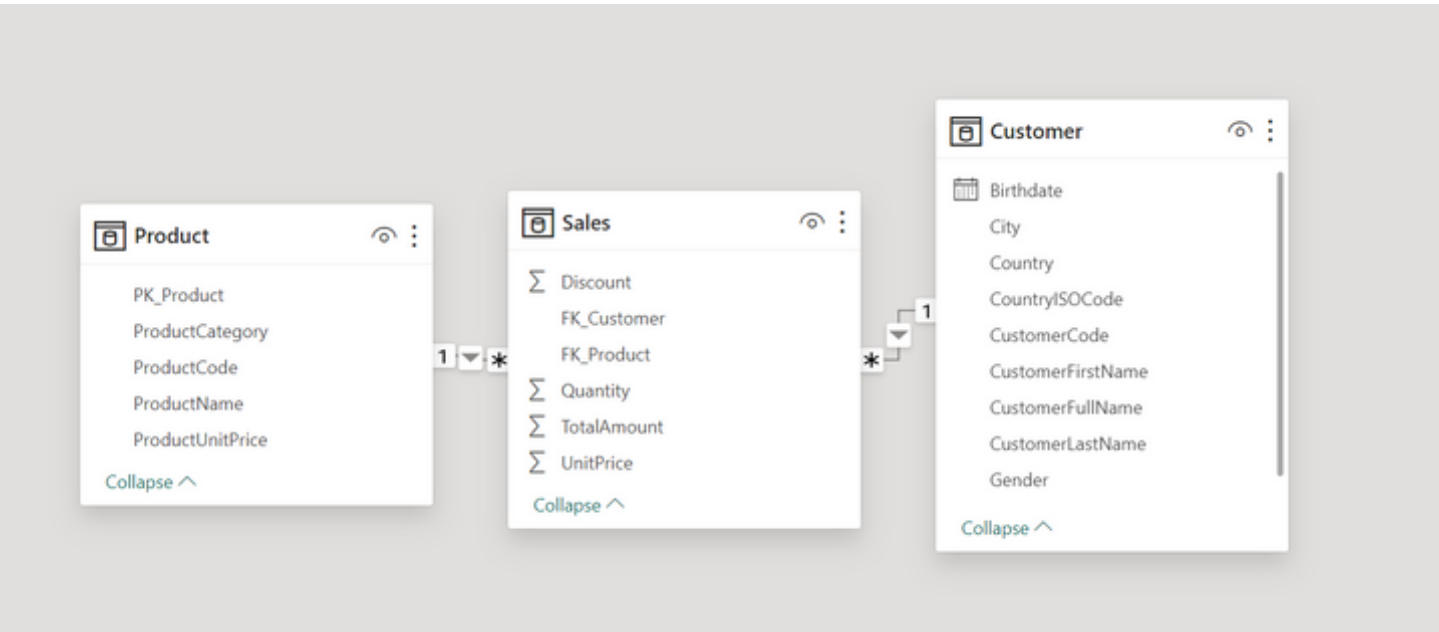 Product
PK_Product
ProductCategory
ProductCode
ProductName
ProductUnitPrice
Collapse
1
*
Sales
Discount
FK_Customer
FK_Product
Quantity
TotalAmount
UnitPrice
Collapse
*
1
Customer
Birthdate
City
Country
CountryISOCode
CustomerCode
CustomerFirstName
CustomerFullName
CustomerLastName
Gender
Collapse